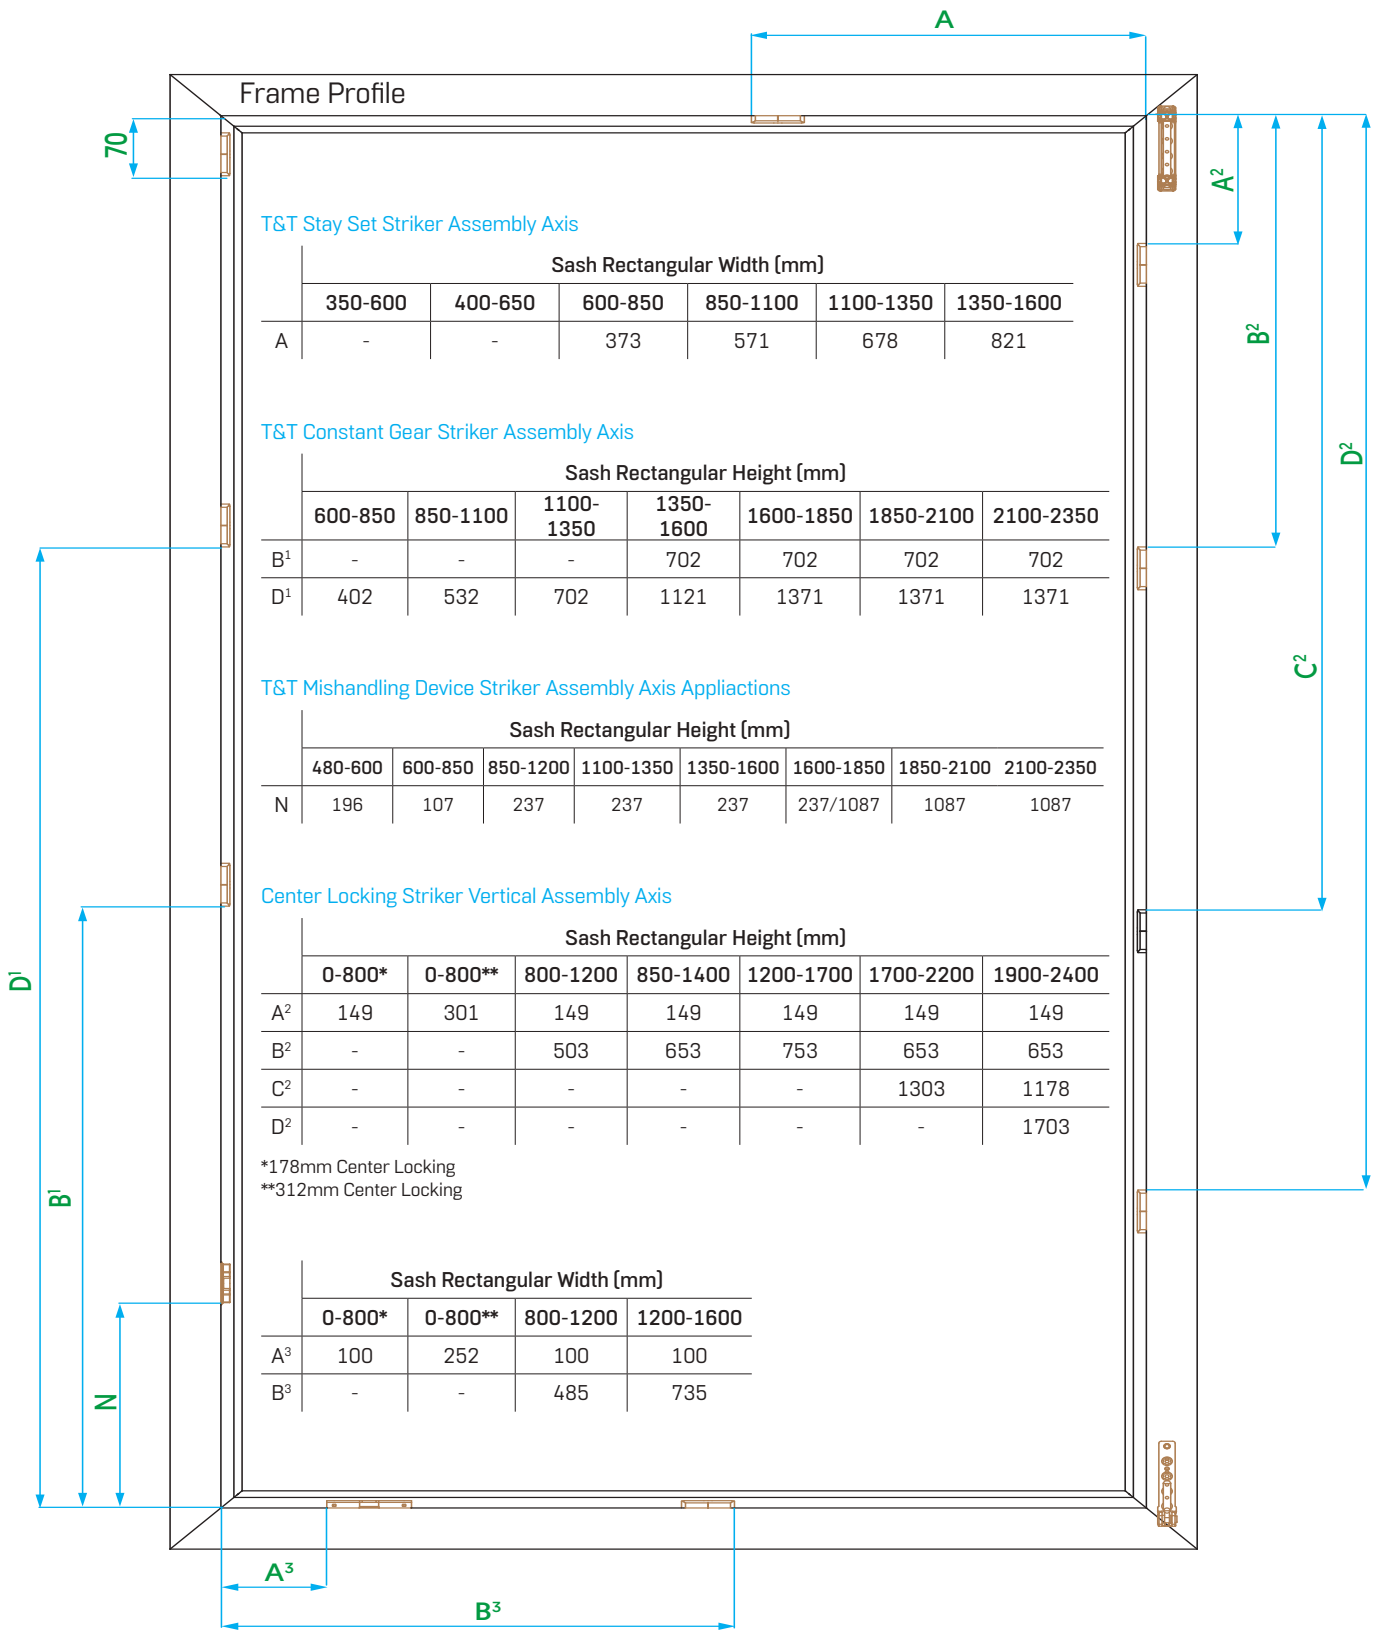 A
Frame Profile
70
A²
T&T Stay Set Striker Assembly Axis
Sash Rectangular Width (mm)
350-600 400-650 600-850 850-1100 1100-1350 1350-1600
A - - 373 571 678 821
B²
T&T Constant Gear Striker Assembly Axis
D²
Sash Rectangular Height (mm)
600-850 850-1100 1100-1350 1350-1600 1600-1850 1850-2100 2100-2350
B¹ - - - 702 702 702 702
D¹ 402 532 702 1121 1371 1371 1371
C²
T&T Mishandling Device Striker Assembly Axis Appliactions
Sash Rectangular Height (mm)
480-600 600-850 850-1200 1100-1350 1350-1600 1600-1850 1850-2100 2100-2350
N 196 107 237 237 237 237/1087 1087 1087
Center Locking Striker Vertical Assembly Axis
Sash Rectangular Height (mm)
0-800* 0-800** 800-1200 850-1400 1200-1700 1700-2200 1900-2400
D¹
A² 149 301 149 149 149 149 149
B² - - 503 653 753 653 653
C² - - - - - 1303 1178
D² - - - - - - 1703
*178mm Center Locking
**312mm Center Locking
B¹
Sash Rectangular Width (mm)
0-800* 0-800** 800-1200 1200-1600
A³ 100 252 100 100
B³ - - 485 735
N
A³
B³